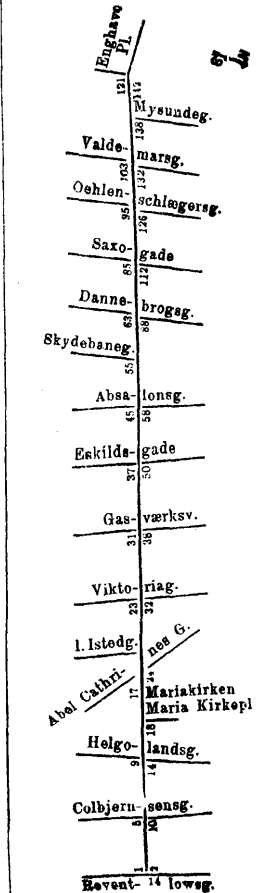 Enghave
Pl.
121 142
Mysundeg.
138
Valde- marsg.
103 132
Oehlen- schlægersg.
95 126
Saxo- gade
85 112
Danne- brogsg.
63 88
Skydebaneg.
55
Absa- lonsg.
45 58
Eskilds- gade
37 50
Gas- værksv.
31 38
Vikto- riag.
23 32
l. Istedg.
Abel Cathri- nes G.
17
Mariakirken
Maria Kirkepl
18
Helgo- landsg.
9 14
Colbjørn- sensg.
10
1 2
Revent- lowsg.
14